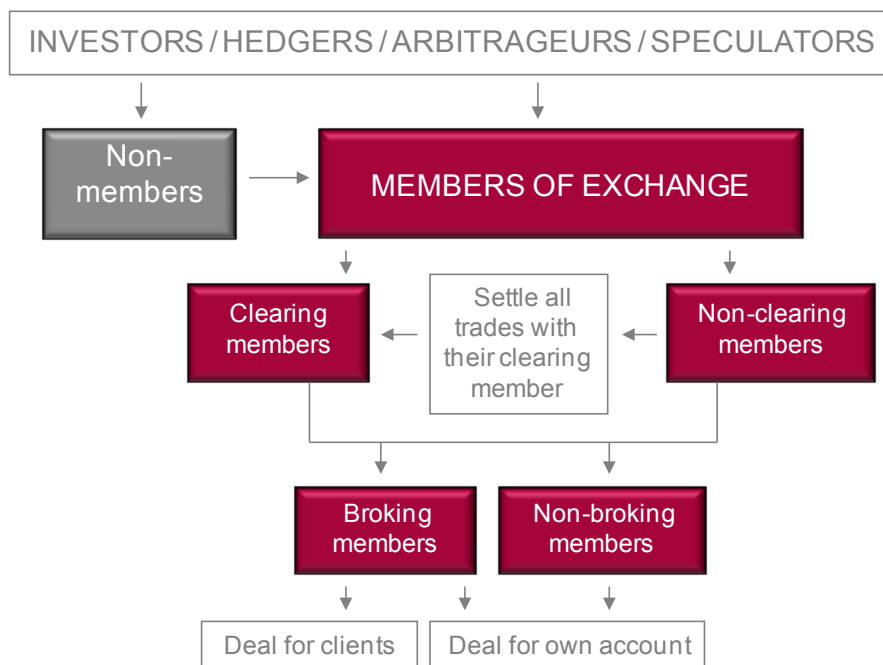 INVESTORS / HEDGERS / ARBITRAGEURS / SPECULATORS
Non-
members
MEMBERS OF EXCHANGE
Clearing
members
Settle all
trades with
their clearing
member
Non-clearing
members
Broking
members
Non-broking
members
Deal for clients
Deal for own account